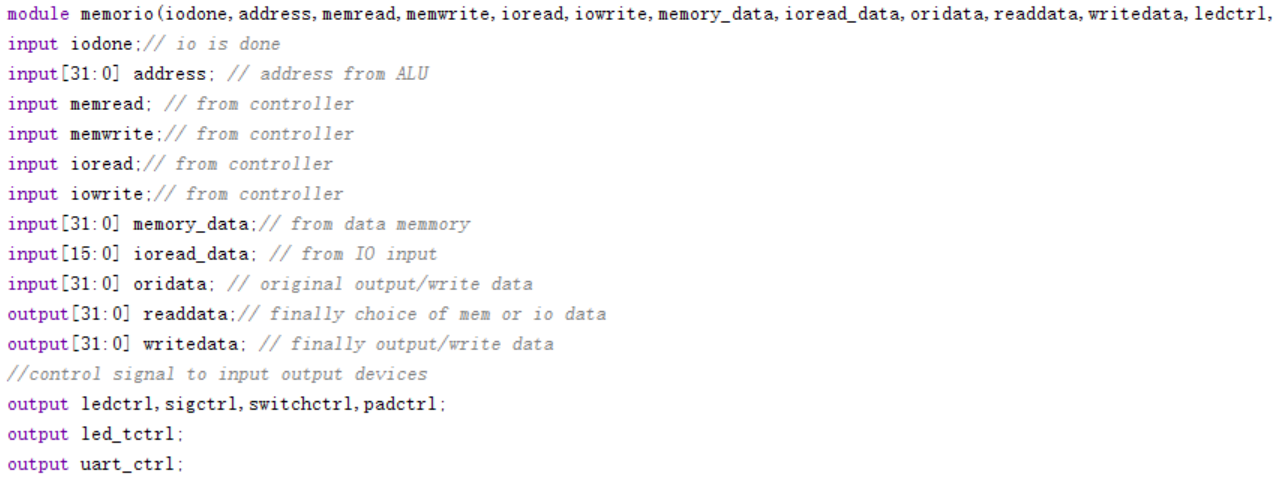 module memorio(iodone,address,memread,memwrite,ioread,iowrite,memory_data,ioread_data,oridata,readdata,writedata,ledctrl,
input iodone;// io is done
input[31:0] address; // address from ALU
input memread; // from controller
input memwrite;// from controller
input ioread;// from controller
input iowrite;// from controller
input[31:0] memory_data;// from data memmory
input[15:0] ioread_data; // from IO input
input[31:0] oridata; // original output/write data
output[31:0] readdata;// finally choice of mem or io data
output[31:0] writedata; // finally output/write data
//control signal to input output devices
output ledctrl,sigctrl,switchctrl,padctrl;
output led_tctrl;
output uart_ctrl;